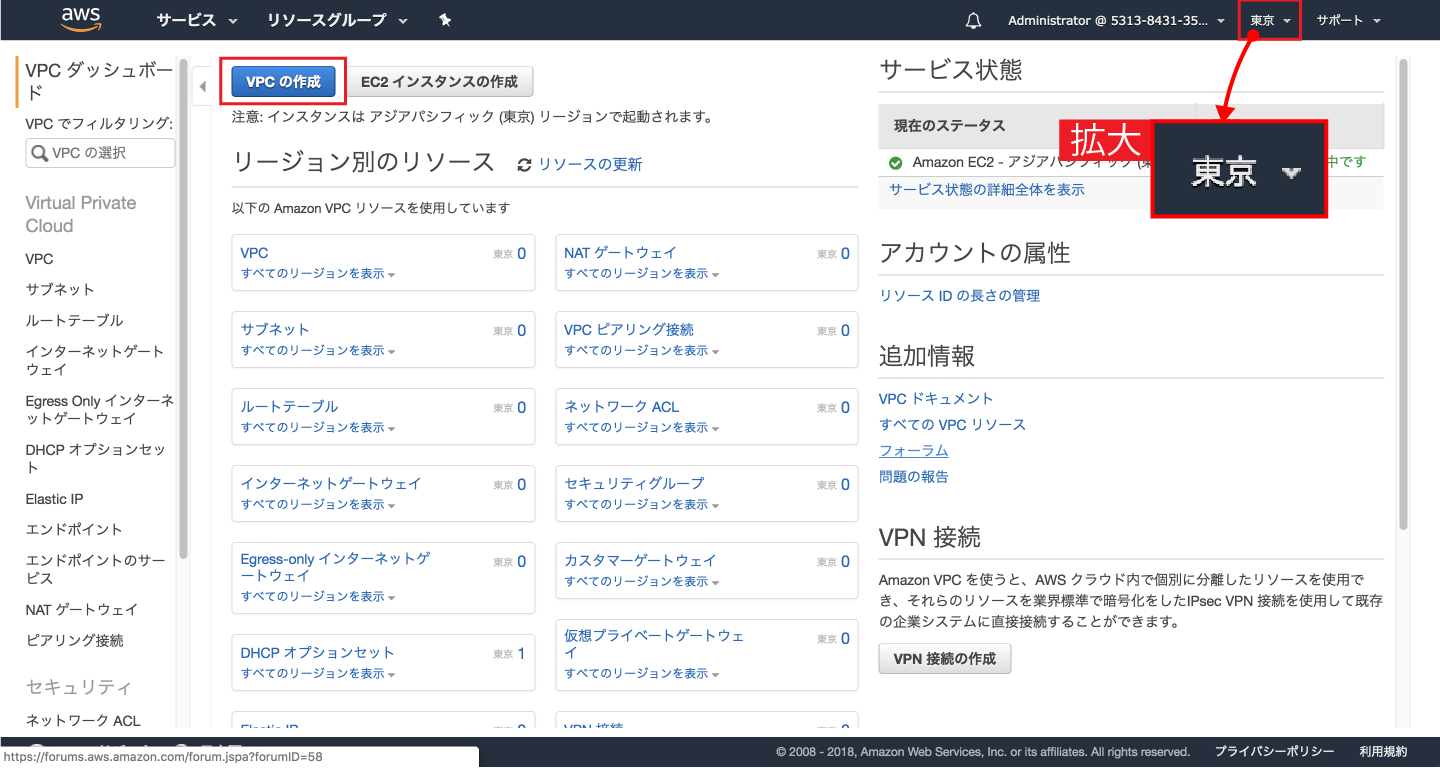 aws
サービス
リソースグループ
Administrator @ 5313-8431-35...
東京
サポート
VPC ダッシュボー
ド
VPC でフィルタリング:
VPC の選択
Virtual Private
Cloud
VPC
サブネット
ルートテーブル
インターネットゲート
ウェイ
Egress Only インターネ
ットゲートウェイ
DHCP オプションセッ
ト
Elastic IP
エンドポイント
エンドポイントのサー
ビス
NAT ゲートウェイ
ピアリング接続
セキュリティ
ネットワーク ACL
VPC の作成
EC2 インスタンスの作成
注意: インスタンスは アジアパシフィック (東京) リージョンで起動されます。
リージョン別のリソース
リソースの更新
以下の Amazon VPC リソースを使用しています
VPC 東京 0
すべてのリージョンを表示
NAT ゲートウェイ 東京 0
すべてのリージョンを表示
サブネット 東京 0
すべてのリージョンを表示
VPC ピアリング接続 東京 0
すべてのリージョンを表示
ルートテーブル 東京 0
すべてのリージョンを表示
ネットワーク ACL 東京 0
すべてのリージョンを表示
インターネットゲートウェイ 東京 0
すべてのリージョンを表示
セキュリティグループ 東京 0
すべてのリージョンを表示
Egress-only インターネットゲ 東京 0
ートウェイ
すべてのリージョンを表示
カスタマーゲートウェイ 東京 0
すべてのリージョンを表示
DHCP オプションセット 東京 1
すべてのリージョンを表示
仮想プライベートゲートウェ 東京 0
イ
すべてのリージョンを表示
Elastic IP
VPN 接続
サービス状態
現在のステータス
拡大
東京
Amazon EC2 - アジアパシフィック (東 中です
サービス状態の詳細全体を表示
アカウントの属性
リソース ID の長さの管理
追加情報
VPC ドキュメント
すべての VPC リソース
フォーラム
問題の報告
VPN 接続
Amazon VPC を使うと、AWS クラウド内で個別に分離したリソースを使用で
き、それらのリソースを業界標準で暗号化をしたIPsec VPN 接続を使用して既存
の企業システムに直接接続することができます。
VPN 接続の作成
https://forums.aws.amazon.com/forum.jspa?forumID=58
© 2008 - 2018, Amazon Web Services, Inc. or its affiliates. All rights reserved.
プライバシーポリシー
利用規約